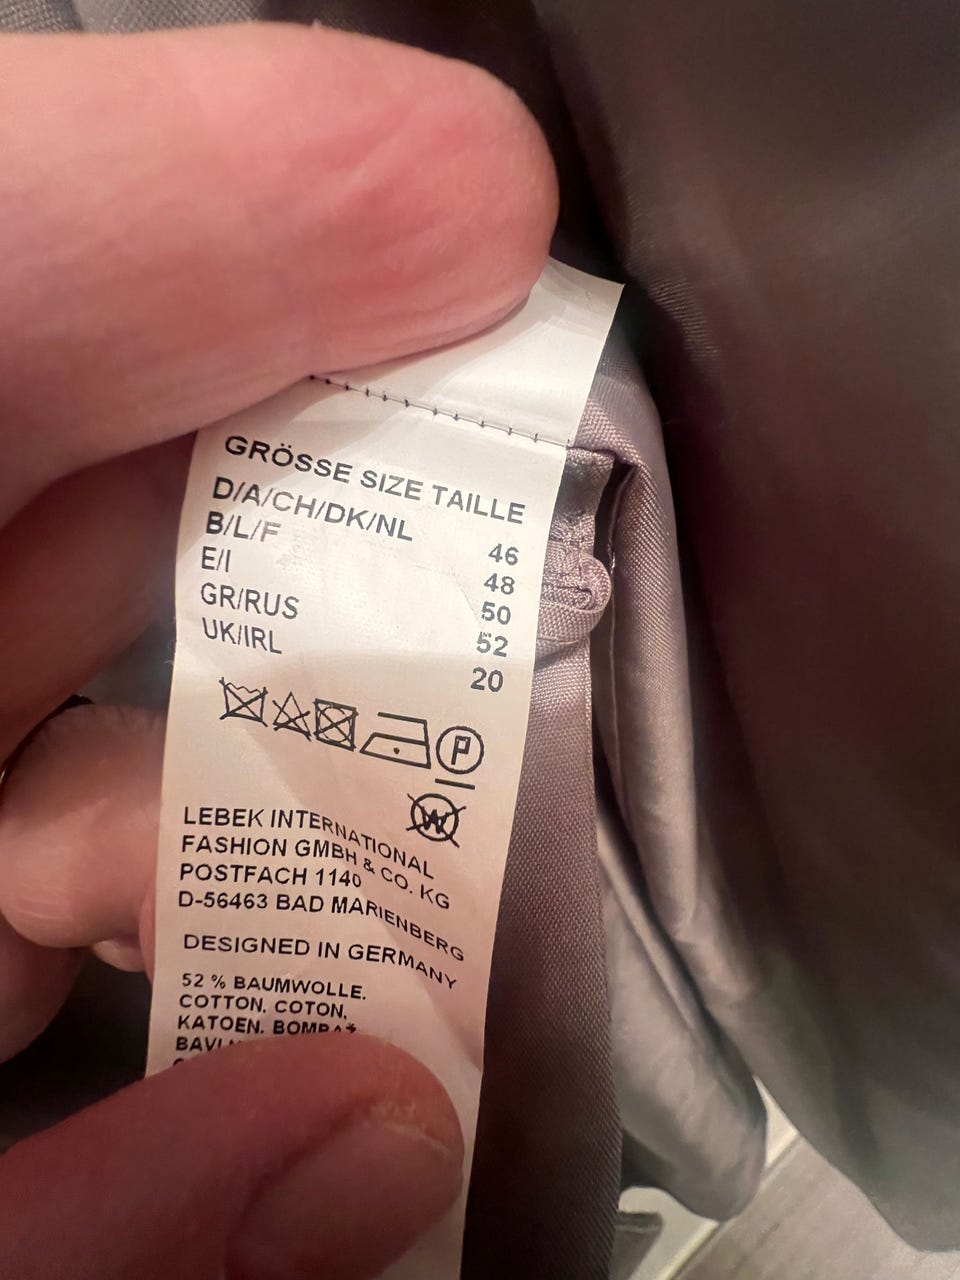 GRÖSSE SIZE TAILLE
D/A/CH/DK/NL 46
B/L/F 48
E/I 50
GR/RUS 52
UK/IRL 20
P
W
LEBEK INTERNATIONAL
FASHION GMBH & CO. KG
POSTFACH 1140
D-56463 BAD MARIENBERG
DESIGNED IN GERMANY
52 % BAUMWOLLE.
COTTON. COTON.
KATOEN.